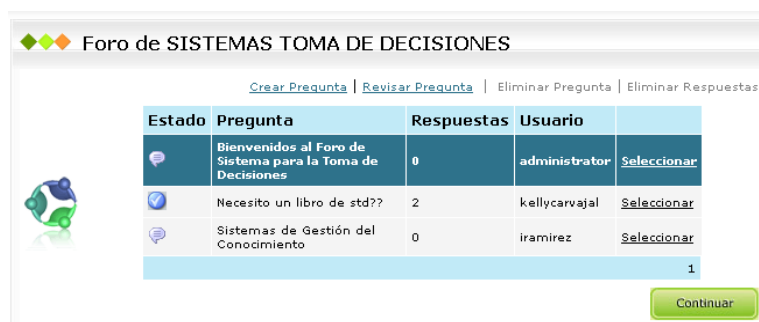 Foro de SISTEMAS TOMA DE DECISIONES
Crear Pregunta | Revisar Pregunta | Eliminar Pregunta | Eliminar Respuestas
Estado Pregunta Respuestas Usuario
Bienvenidos al Foro de
Sistema para la Toma de
Decisiones
0 administrator Seleccionar
Necesito un libro de std?? 2 kellycarvajal Seleccionar
Sistemas de Gestión del
Conocimiento
0 iramirez Seleccionar
1
Continuar